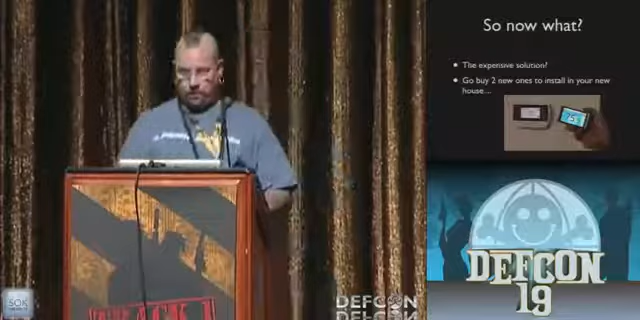 So now what?
• The expensive solution?
• Go buy 2 new ones to install in your new
house....
DEFCON
19
DEFCON
SOK